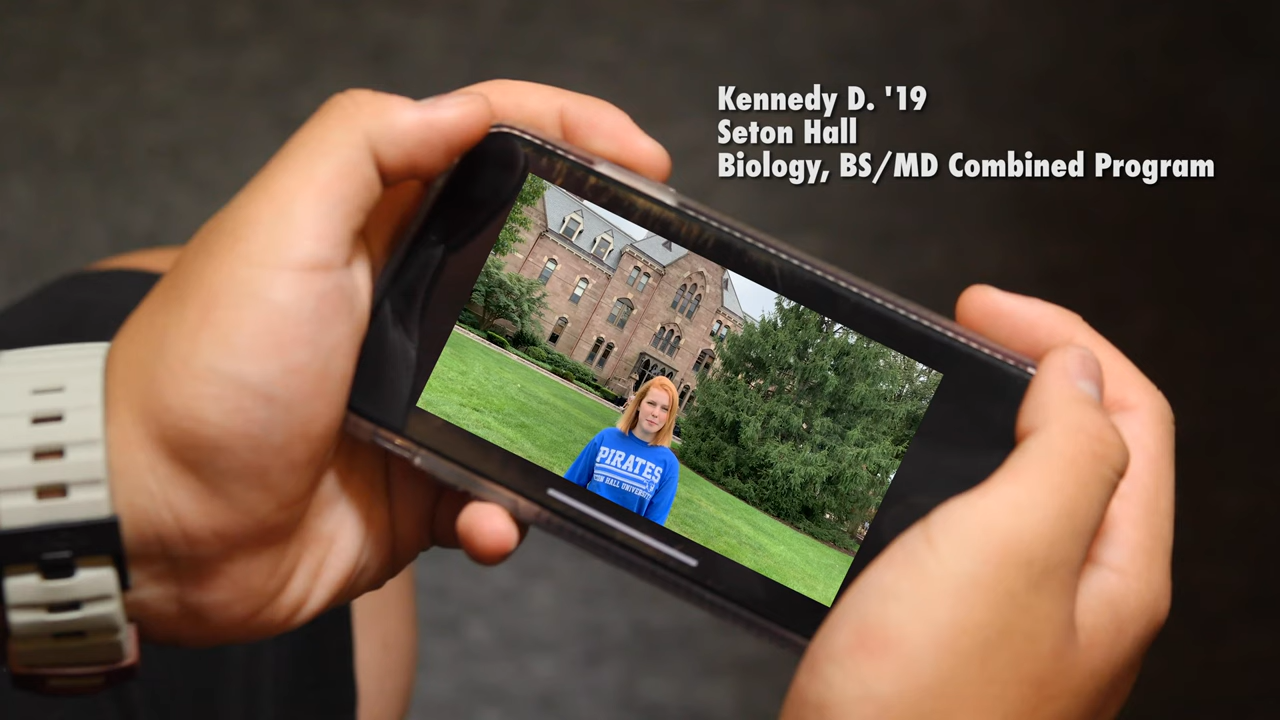 Kennedy D. '19
Seton Hall
Biology, BS/MD Combined Program
PIRATES
HALL UNIVERSITY